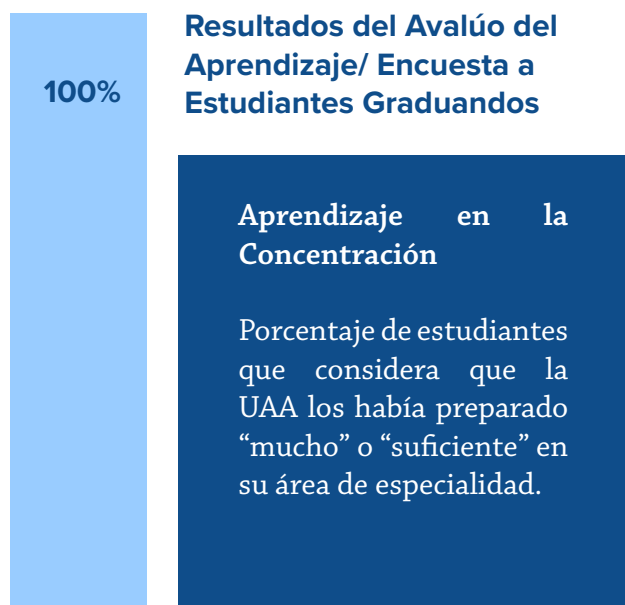 100%
Resultados del Avalúo del
Aprendizaje/ Encuesta a
Estudiantes Graduandos
Aprendizaje en la
Concentración
Porcentaje de estudiantes
que considera que la
UAA los había preparado
“mucho” o “suficiente” en
su área de especialidad.